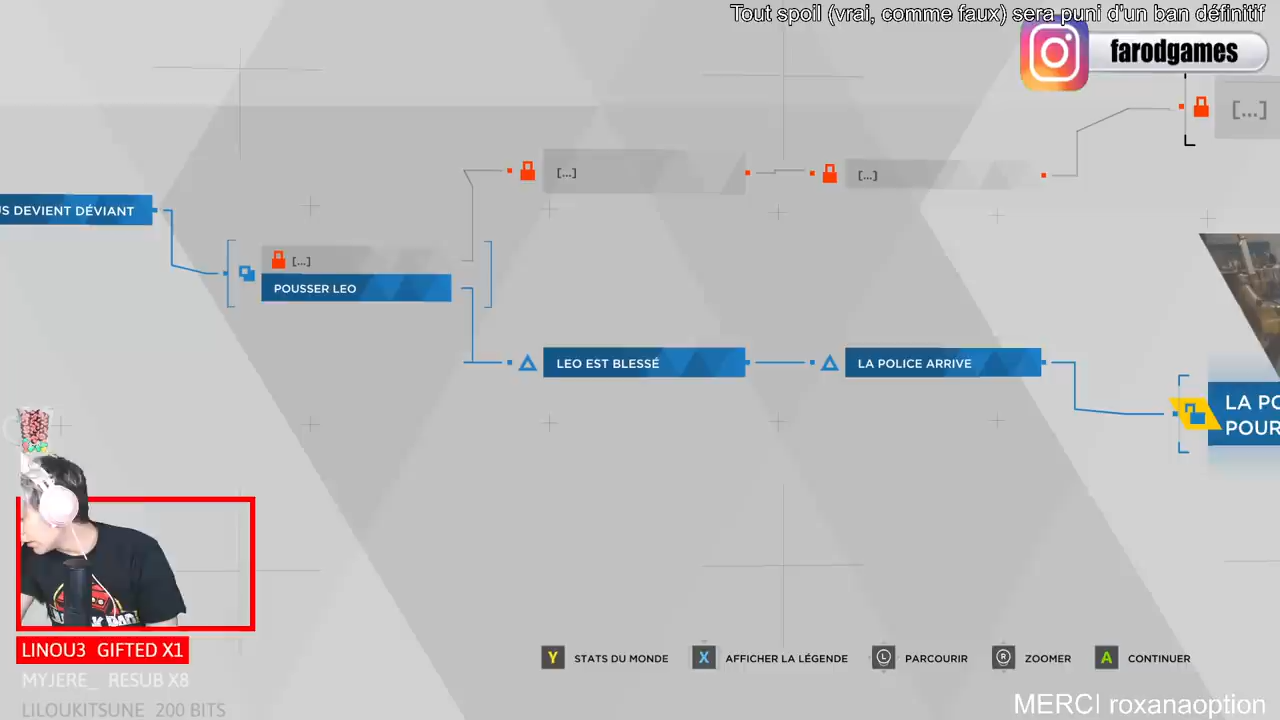 Tout spoil (vrai, comme faux) sera puni d'un ban définitif
farodgames
[...]
[...]
[...]
S DEVIENT DÉVIANT
[...]
POUSSER LEO
LEO EST BLESSÉ
LA POLICE ARRIVE
LA PO
POUR
LINOU3 GIFTED X1
MYJERE_ RESUB X8
LILOUKITSUNE 200 BITS
Y STATS DU MONDE
X AFFICHER LA LÉGENDE
L PARCOURIR
R ZOOMER
A CONTINUER
MERCI roxanaoption